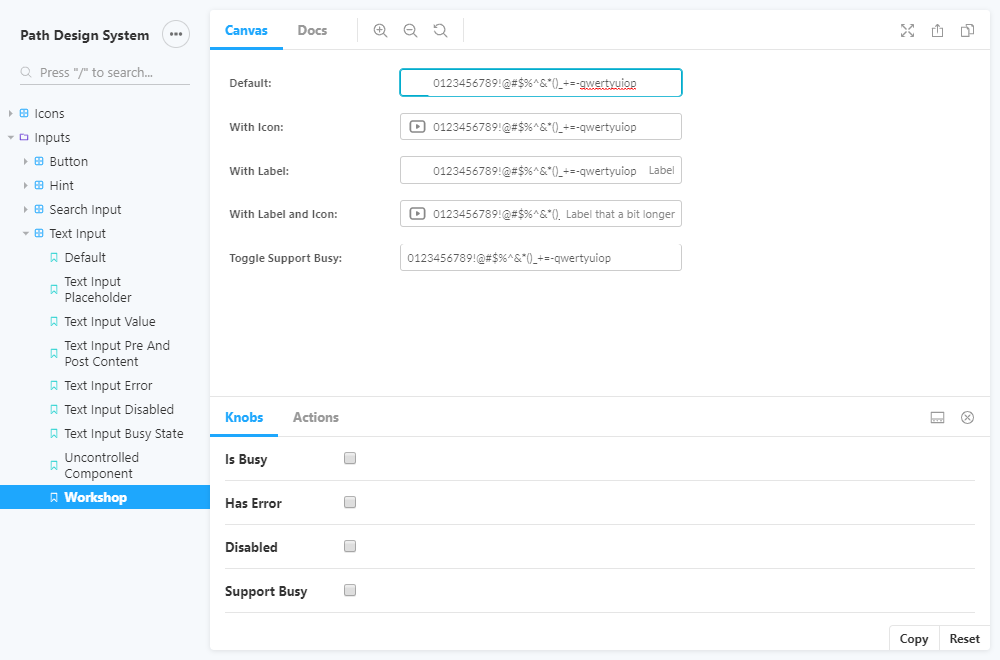 Path Design System
Press "/" to search...
Icons
Inputs
Button
Hint
Search Input
Text Input
Default
Text Input
Placeholder
Text Input Value
Text Input Pre And
Post Content
Text Input Error
Text Input Disabled
Text Input Busy State
Uncontrolled
Component
Workshop
Canvas Docs
Default: 0123456789!@#$%^&*()_+=-qwertyuiop
With Icon: 0123456789!@#$%^&*()_+=-qwertyuiop
With Label: 0123456789!@#$%^&*()_+=-qwertyuiop Label
With Label and Icon: 0123456789!@#$%^&*()_ Label that a bit longer
Toggle Support Busy: 0123456789!@#$%^&*()_+=-qwertyuiop
Knobs Actions
Is Busy
Has Error
Disabled
Support Busy
Copy Reset